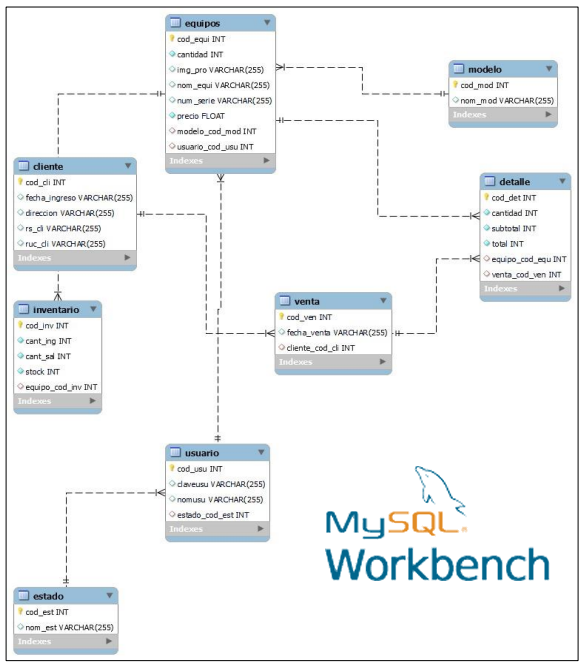 equipos
cod_equi INT
cantidad INT
img_pro VARCHAR(255)
nom_equi VARCHAR(255)
num_serie VARCHAR(255)
precio FLOAT
modelo_cod_mod INT
usuario_cod_usu INT
Indexes
modelo
cod_mod INT
nom_mod VARCHAR(255)
Indexes
cliente
cod_cli INT
fecha_ingreso VARCHAR(255)
direccion VARCHAR(255)
rs_cli VARCHAR(255)
ruc_cli VARCHAR(255)
Indexes
detalle
cod_det INT
cantidad INT
subtotal INT
total INT
equipo_cod_equ INT
venta_cod_ven INT
Indexes
inventario
cod_inv INT
cant_ing INT
cant_sal INT
stock INT
equipo_cod_inv INT
Indexes
venta
cod_ven INT
fecha_venta VARCHAR(255)
cliente_cod_cli INT
Indexes
usuario
cod_usu INT
claveusu VARCHAR(255)
nomusu VARCHAR(255)
estado_cod_est INT
Indexes
estado
cod_est INT
nom_est VARCHAR(255)
Indexes
MySQL®
Workbench